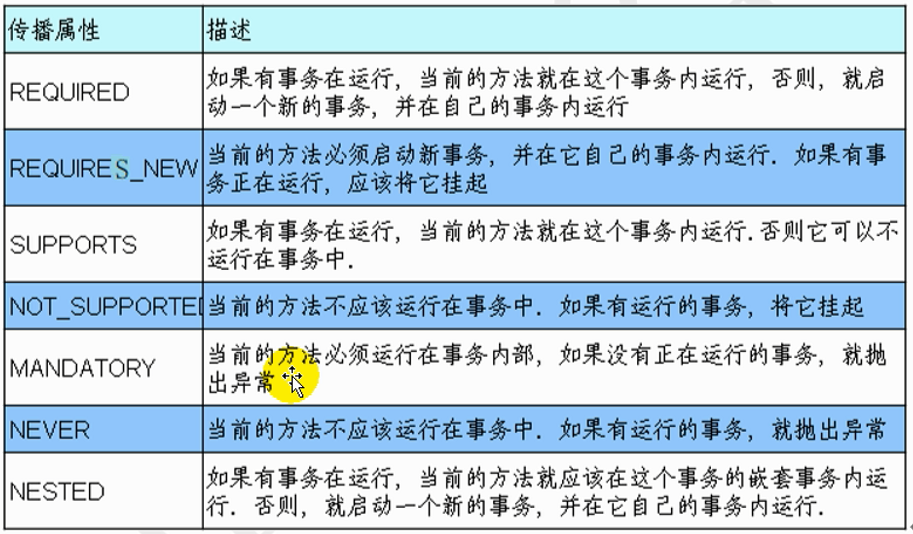 传播属性 描述
REQUIRED 如果有事务在运行, 当前的方法就在这个事务内运行, 否则, 就启
动一个新的事务, 并在自己的事务内运行
REQUIRES_NEW 当前的方法必须启动新事务, 并在它自己的事务内运行. 如果有事
务正在运行, 应该将它挂起
SUPPORTS 如果有事务在运行, 当前的方法就在这个事务内运行.否则它可以不
运行在事务中.
NOT_SUPPORTED 当前的方法不应该运行在事务中. 如果有运行的事务, 将它挂起
MANDATORY 当前的方法必须运行在事务内部, 如果没有正在运行的事务, 就抛
出异常
NEVER 当前的方法不应该运行在事务中. 如果有运行的事务, 就抛出异常
NESTED 如果有事务在运行, 当前的方法就应该在这个事务的嵌套事务内运
行. 否则, 就启动一个新的事务, 并在它自己的事务内运行.